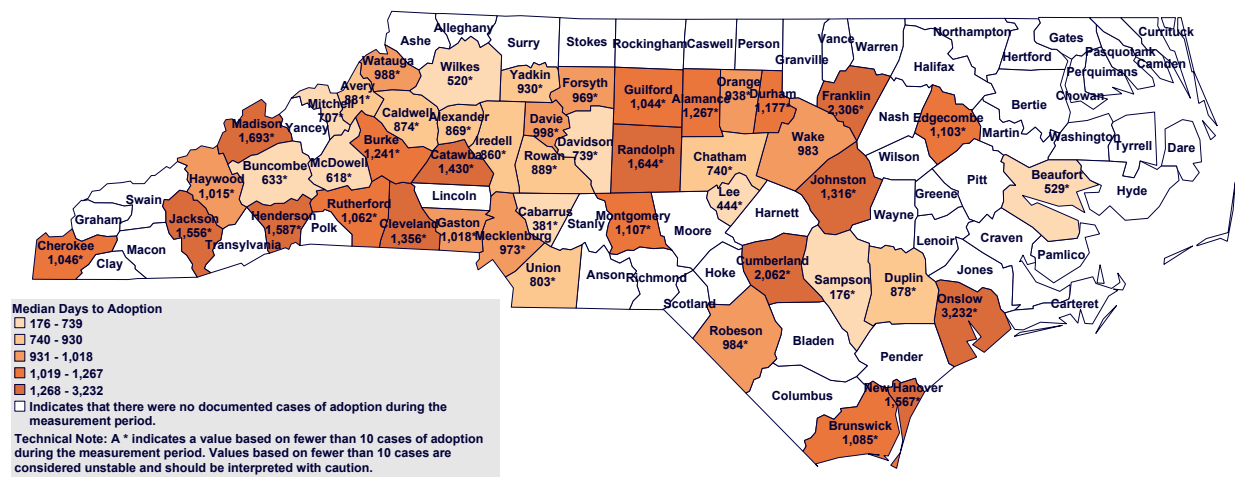 Alleghany
Ashe
Surry
Stokes
Rockingham
Caswell
Person
Vance
Granville
Warren
Northampton
Gates
Currituck
Hertford
Pasquotank
Camden
Halifax
Perquimans
Chowan
Bertie
Watauga
988*
Wilkes
520*
Yadkin
930*
Forsyth
969*
Guilford
1,044*
Alamance
1,267*
Orange
938*
Durham
1,177*
Franklin
2,306*
Nash
Edgecombe
1,103*
Martin
Washington
Tyrrell
Dare
Avery
881*
Mitchell
707*
Yancey
Madison
1,693*
Caldwell
874*
Alexander
869*
Iredell
860*
Davie
998*
Davidson
739*
Randolph
1,644*
Chatham
740*
Wake
983
Wilson
Pitt
Beaufort
529*
Hyde
Burke
1,241*
McDowell
618*
Buncombe
633*
Haywood
1,015*
Catawba
1,430*
Rowan
889*
Lee
444*
Johnston
1,316*
Greene
Wayne
Lincoln
Swain
Graham
Jackson
1,556*
Henderson
1,587*
Transylvania
Polk
Rutherford
1,062*
Cleveland
1,356*
Gaston
1,018*
Mecklenburg
973*
Cabarrus
381*
Stanly
Montgomery
1,107*
Moore
Harnett
Lenoir
Craven
Pamlico
Cherokee
1,046*
Clay
Macon
Union
803*
Anson
Richmond
Hoke
Scotland
Cumberland
2,062*
Sampson
176*
Duplin
878*
Jones
Onslow
3,232*
Carteret
Robeson
984*
Bladen
Pender
Columbus
New Hanover
1,567*
Brunswick
1,085*
Median Days to Adoption
176 - 739
740 - 930
931 - 1,018
1,019 - 1,267
1,268 - 3,232
Indicates that there were no documented cases of adoption during the
measurement period.
Technical Note: A * indicates a value based on fewer than 10 cases of adoption
during the measurement period. Values based on fewer than 10 cases are
considered unstable and should be interpreted with caution.